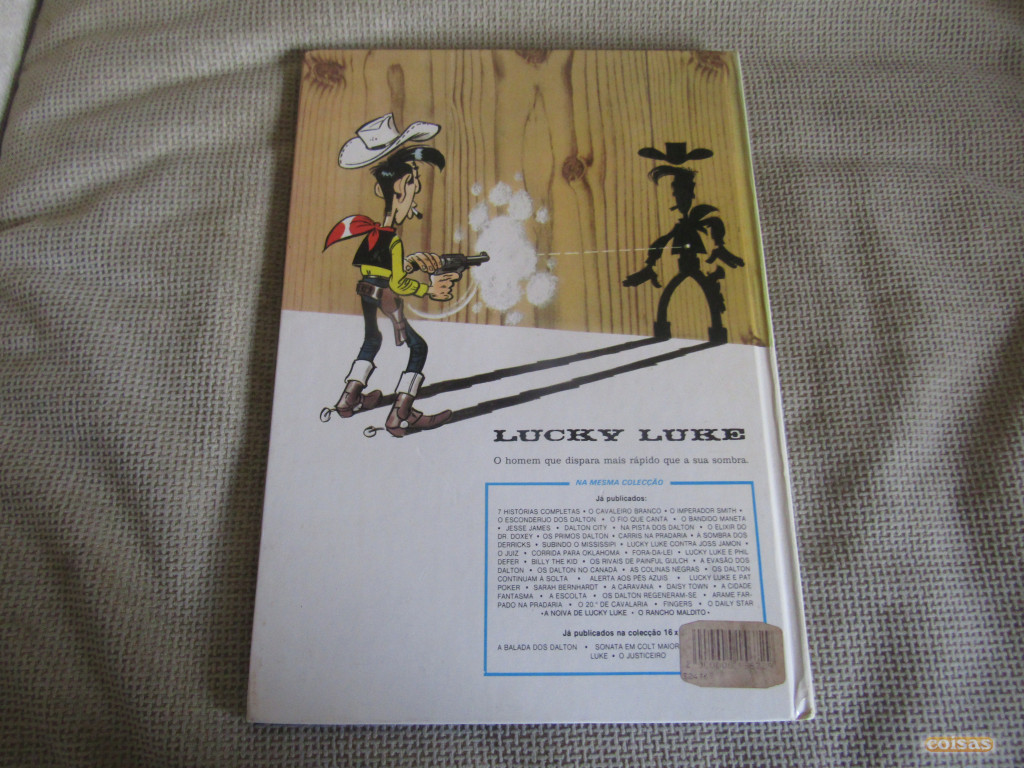 LUCKY LUKE
O homem que dispara mais rápido que a sua sombra.
NA MESMA COLECÇÃO
Já publicados:
7 HISTÓRIAS COMPLETAS • O CAVALEIRO BRANCO • O IMPERADOR SMITH •
O ESCONDERIJO DOS DALTON • O FIO QUE CANTA • O BANDIDO MANETA
• JESSE JAMES • DALTON CITY • NA PISTA DOS DALTON • O ELIXIR DO
DR. DOXEY • OS PRIMOS DALTON • CARRIS NA PRADARIA • A SOMBRA DOS
DERRICKS • SUBINDO O MISSISSIPI • LUCKY LUKE CONTRA JOSS JAMON •
O JUIZ • CORRIDA PARA OKLAHOMA • FORA-DA-LEI • LUCKY LUKE E PHIL
DEFER • BILLY THE KID • OS RIVAIS DE PAINFUL GULCH • A EVASÃO DOS
DALTON • OS DALTON NO CANADÁ • AS COLINAS NEGRAS • OS DALTON
CONTINUAM À SOLTA • ALERTA AOS PÉS AZUIS • LUCKY LUKE E PAT
POKER • SARAH BERNHARDT • A CARAVANA • DAISY TOWN • A CIDADE
FANTASMA • A ESCOLTA • OS DALTON REGENERAM-SE • ARAME FAR-
PADO NA PRADARIA • O 20.º DE CAVALARIA • FINGERS • O DAILY STAR
• A NOIVA DE LUCKY LUKE • O RANCHO MALDITO •
Já publicados na colecção 16 x
A BALADA DOS DALTON • SONATA EM COLT MAIOR
LUKE • O JUSTICEIRO
coisas